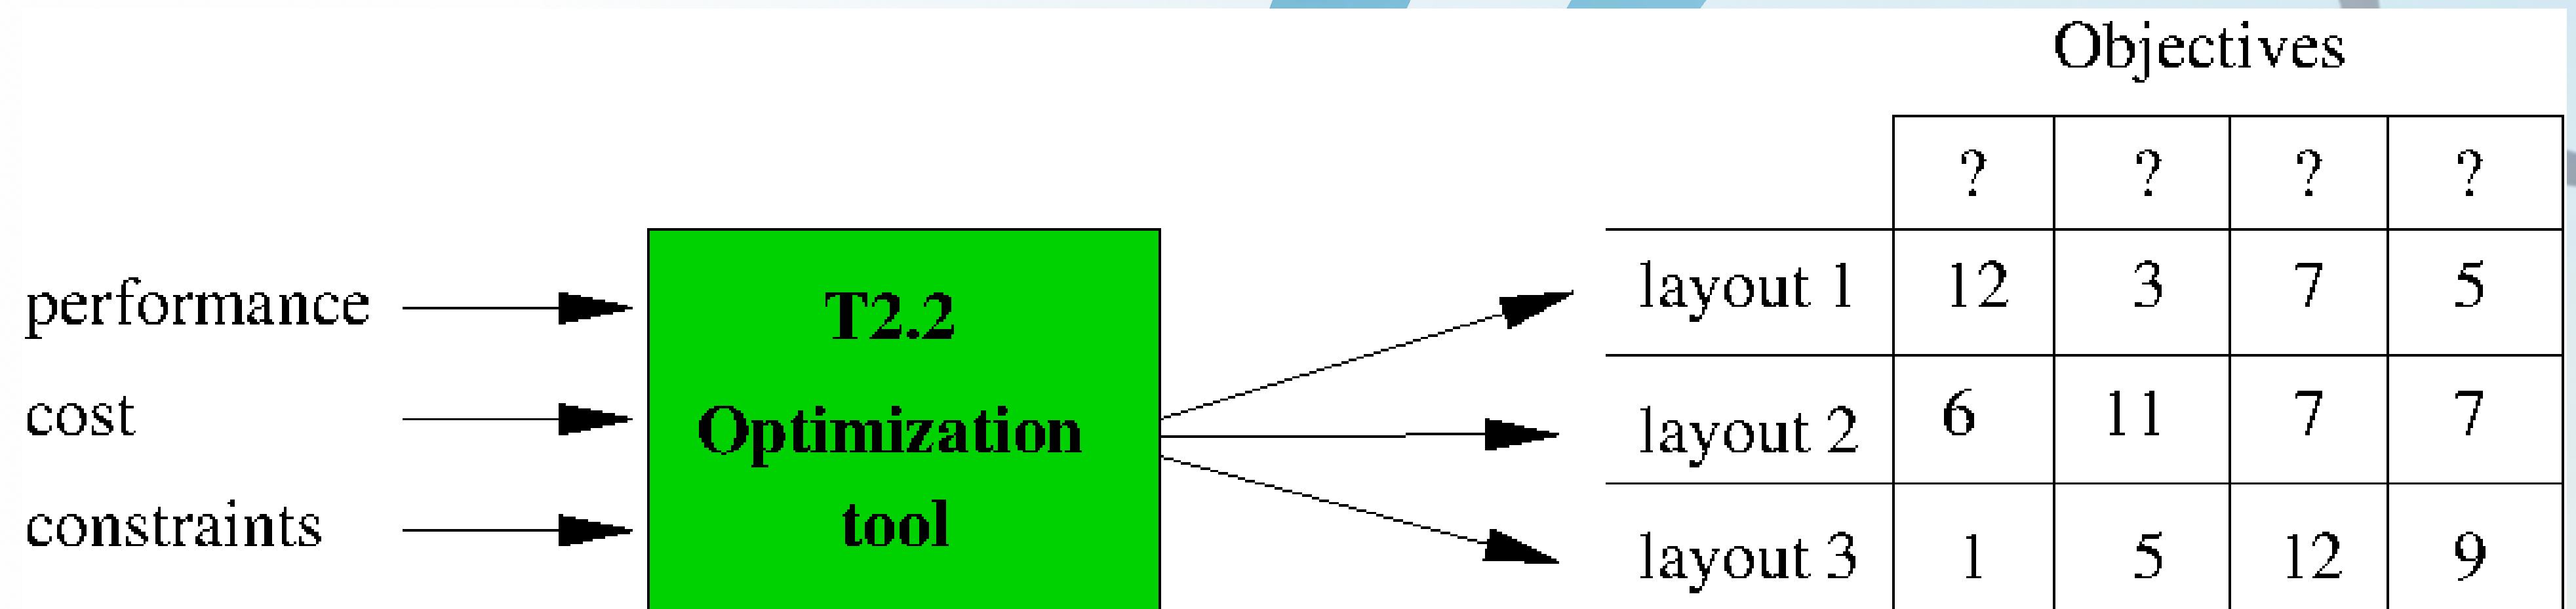 Objectives
? ? ? ?
performance
cost
constraints
T2.2
Optimization
tool
layout 1 12 3 7 5
layout 2 6 11 7 7
layout 3 1 5 12 9